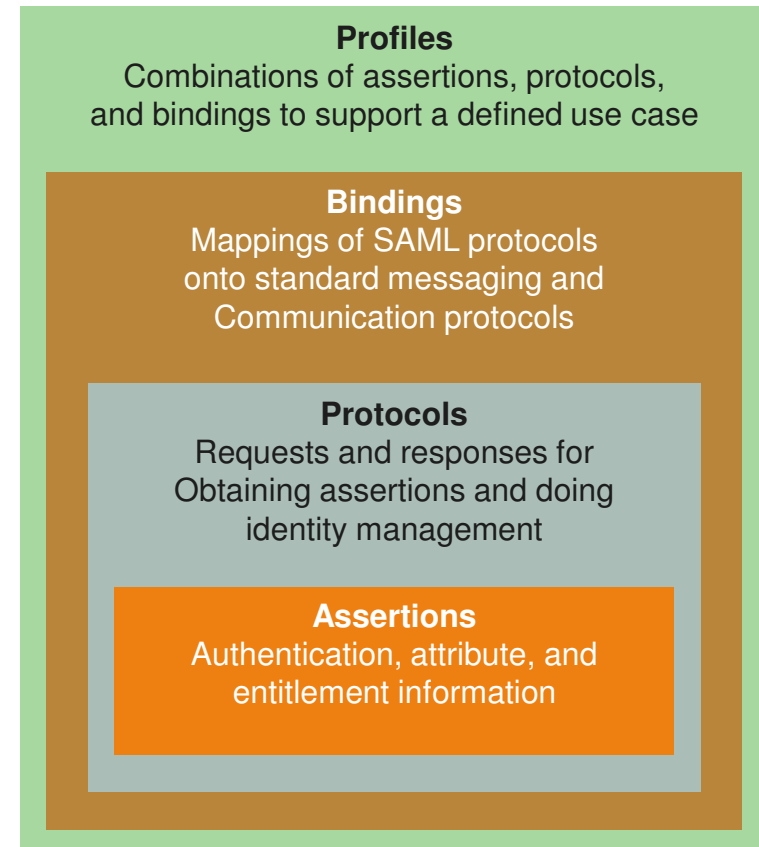 Profiles
Combinations of assertions, protocols,
and bindings to support a defined use case
Bindings
Mappings of SAML protocols
onto standard messaging and
Communication protocols
Protocols
Requests and responses for
Obtaining assertions and doing
identity management
Assertions
Authentication, attribute, and
entitlement information